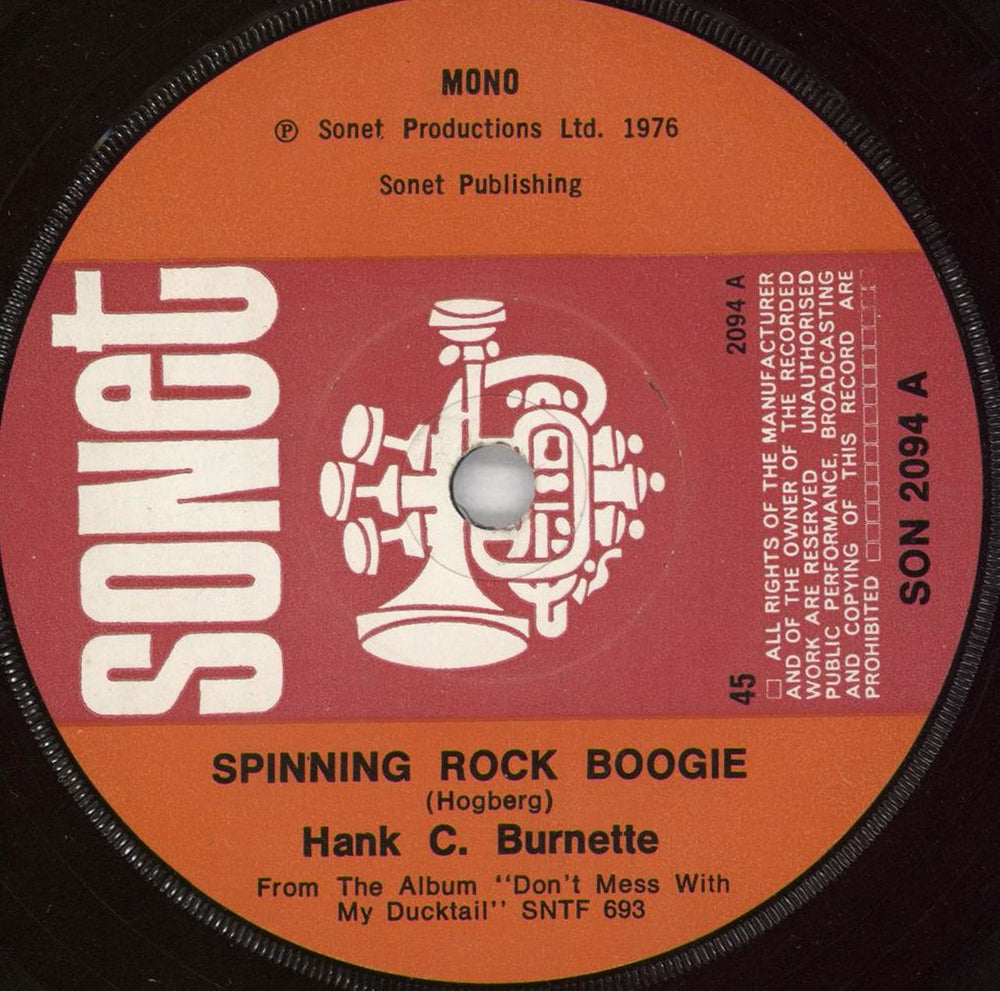 MONO
℗ Sonet Productions Ltd. 1976
Sonet Publishing
sonet
2094 A
45
□ ALL RIGHTS OF THE MANUFACTURER
AND OF THE OWNER OF THE RECORDED
WORK ARE RESERVED UNAUTHORISED
PUBLIC PERFORMANCE, BROADCASTING
AND COPYING OF THIS RECORD ARE
PROHIBITED
SON 2094 A
SPINNING ROCK BOOGIE
(Hogberg)
Hank C. Burnette
From The Album "Don't Mess With
My Ducktail" SNTF 693